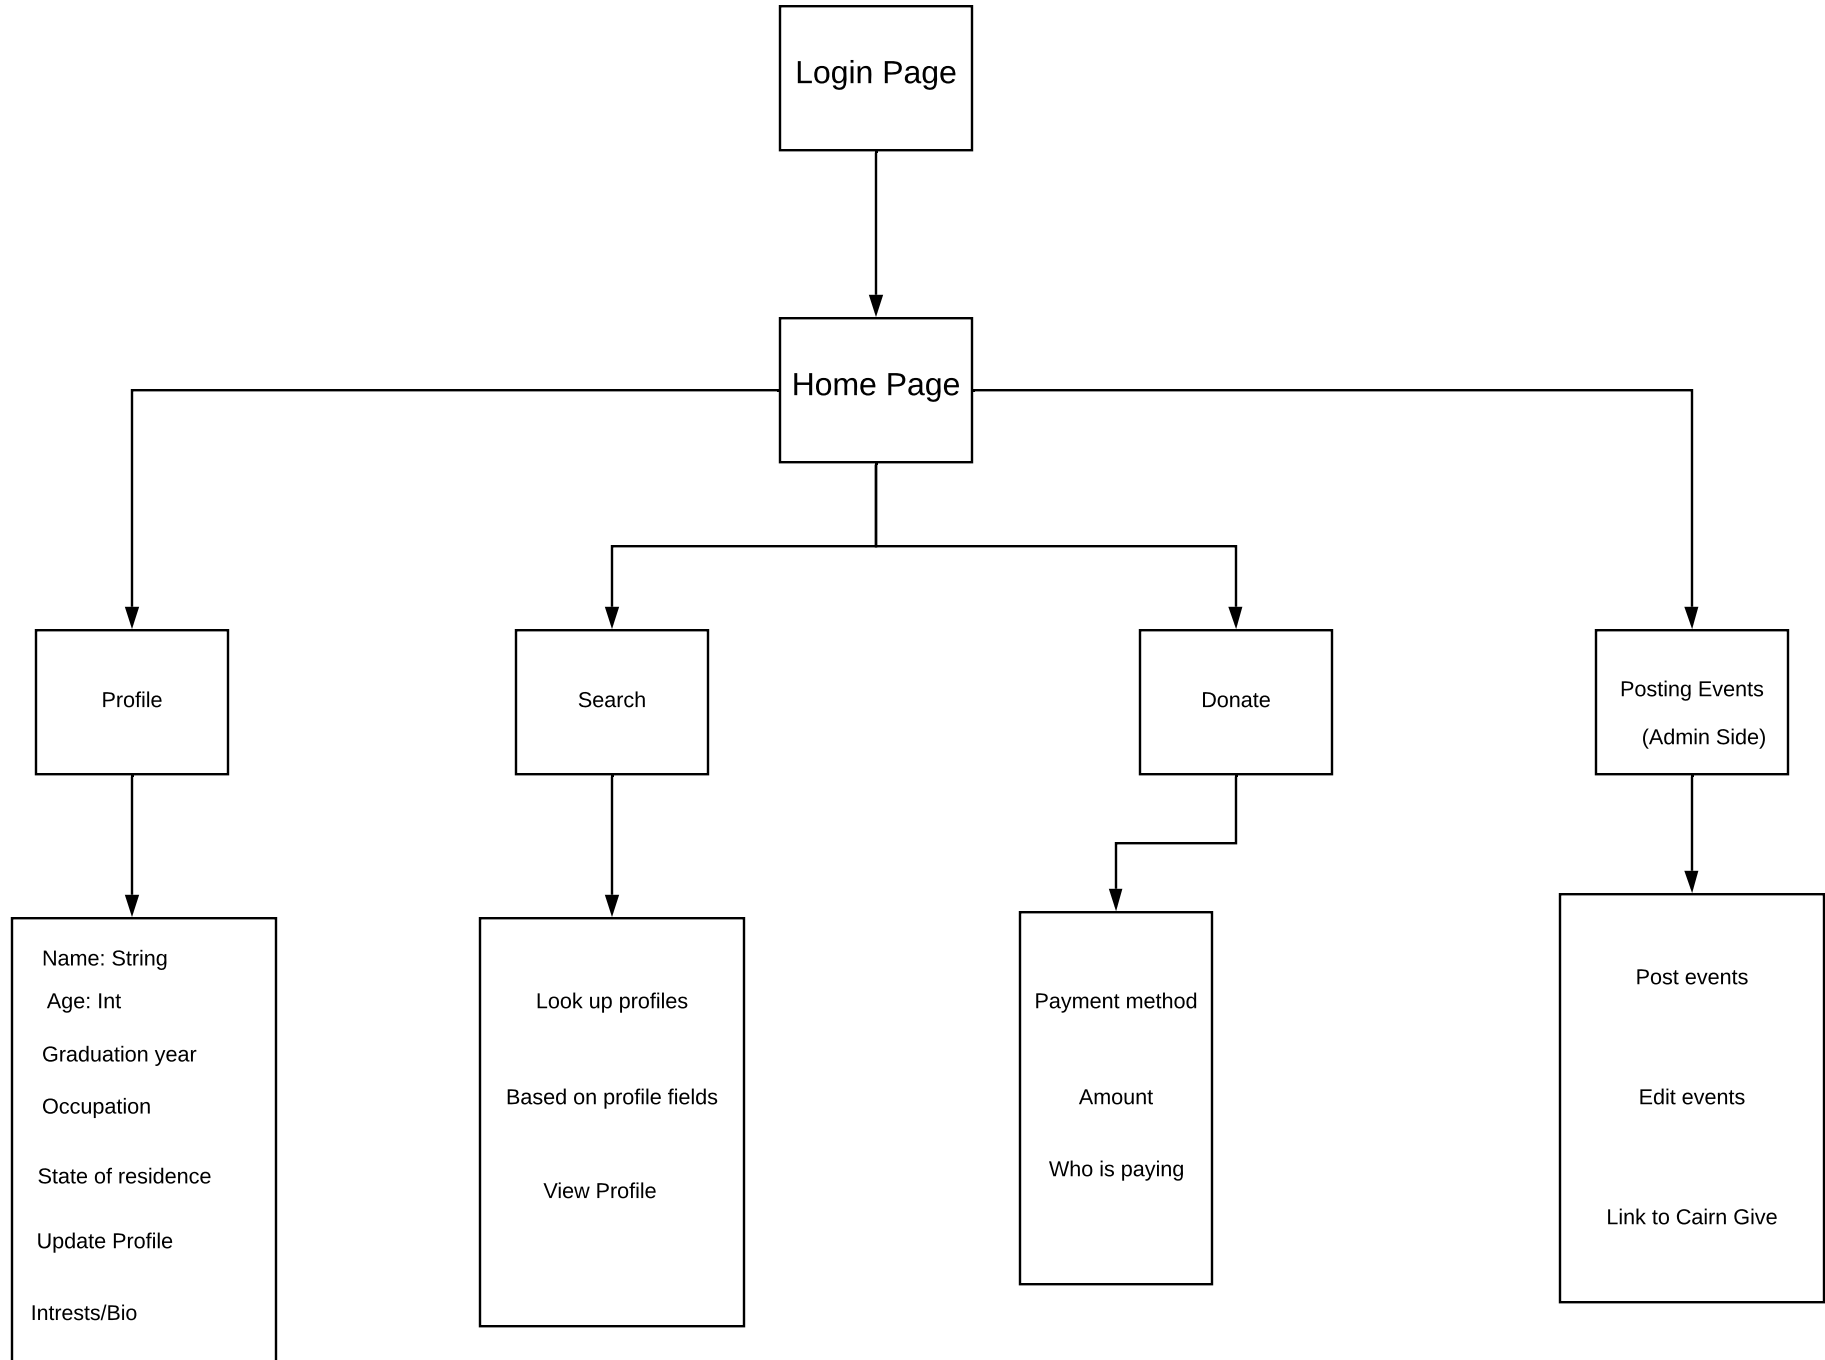 Login Page
Home Page
Profile
Search
Donate
Posting Events
(Admin Side)
Name: String
Age: Int
Graduation year
Occupation
State of residence
Update Profile
Intrests/Bio
Look up profiles
Based on profile fields
View Profile
Payment method
Amount
Who is paying
Post events
Edit events
Link to Cairn Give